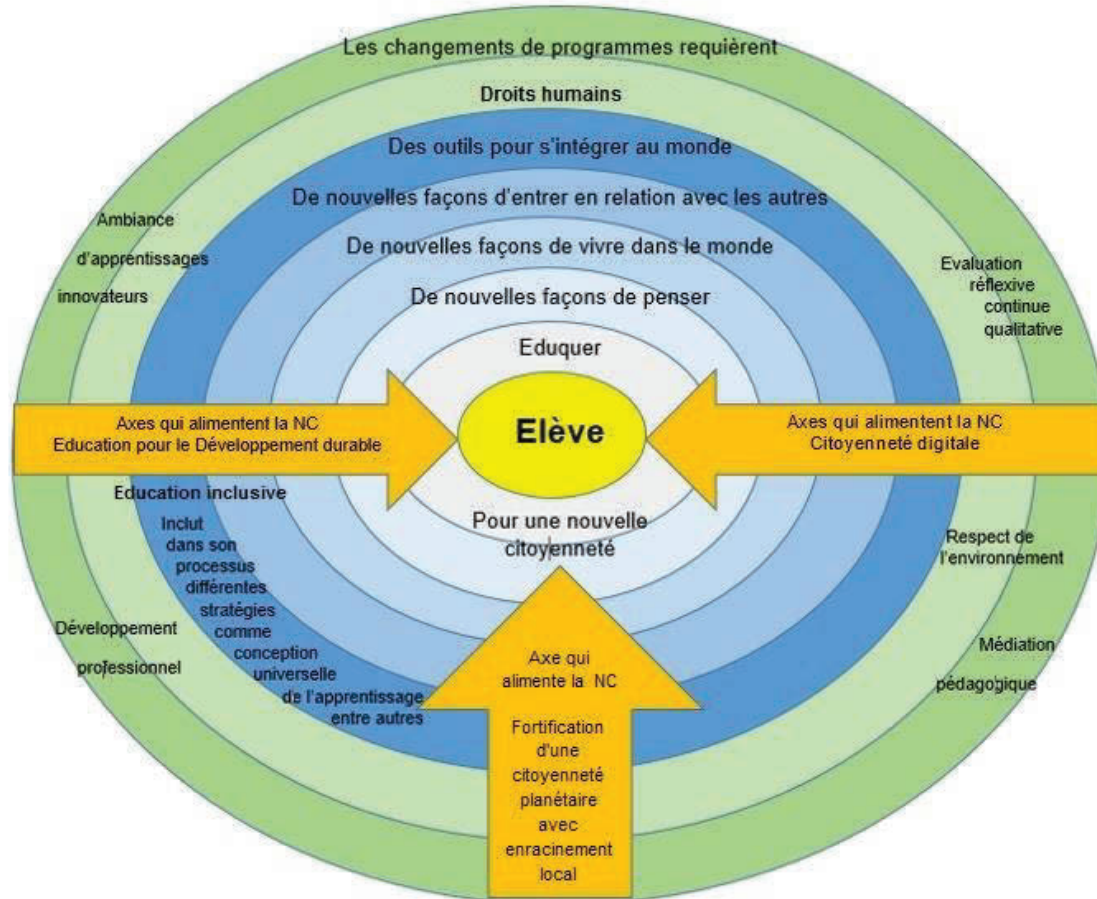 Les changements de programmes requièrent
Droits humains
Des outils pour s'intégrer au monde
De nouvelles façons d'entrer en relation avec les autres
De nouvelles façons de vivre dans le monde
De nouvelles façons de penser
Eduquer
Elève
Pour une nouvelle
citoyenneté
Ambiance
d'apprentissages
innovateurs
Evaluation
réflexive
continue
qualitative
Axes qui alimentent la NC
Education pour le Développement durable
Axes qui alimentent la NC
Citoyenneté digitale
Education inclusive
Inclut
dans son
processus
différentes
stratégies
comme
conception
universelle
de l'apprentissage
entre autres
Développement
professionnel
Respect de
l'environnement
Médiation
pédagogique
Axe qui
alimente la NC
Fortification
d'une
citoyenneté
planétaire
avec
enracinement
local